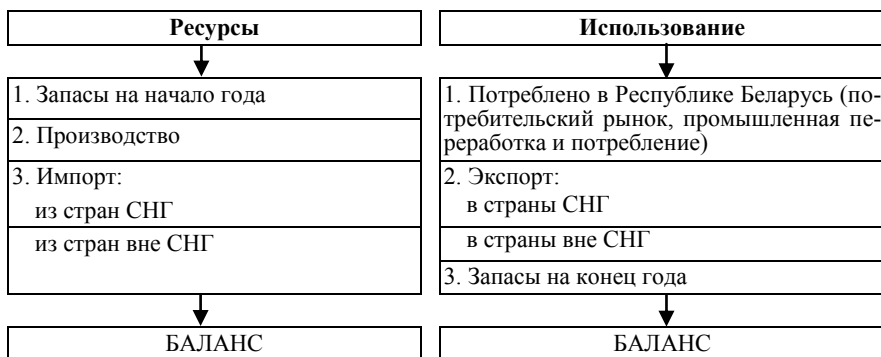 Ресурсы
1. Запасы на начало года
2. Производство
3. Импорт:
из стран СНГ
из стран вне СНГ
БАЛАНС
Использование
1. Потреблено в Республике Беларусь (по-
требительский рынок, промышленная пе-
реработка и потребление)
2. Экспорт:
в страны СНГ
в страны вне СНГ
3. Запасы на конец года
БАЛАНС